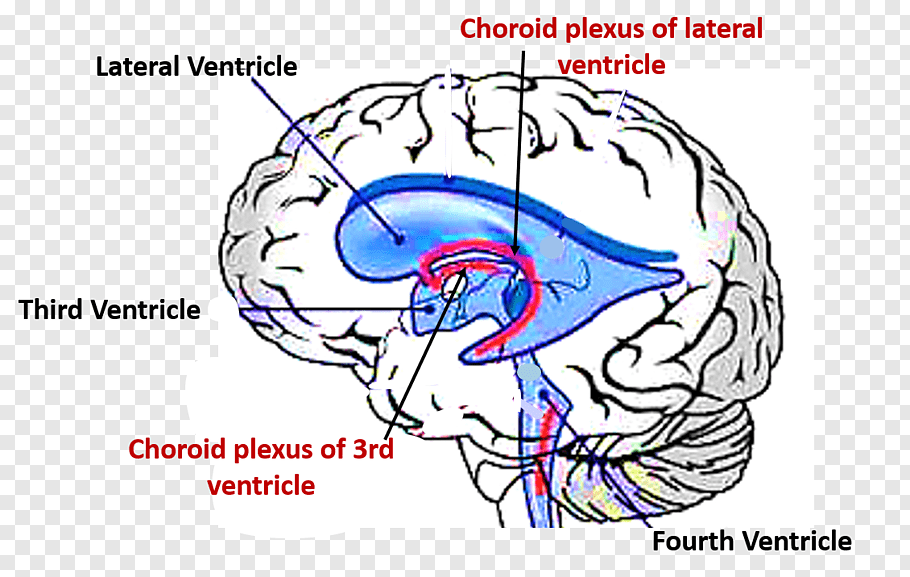 Choroid plexus of lateral
ventricle
Lateral Ventricle
Third Ventricle
Choroid plexus of 3rd
ventricle
Fourth Ventricle